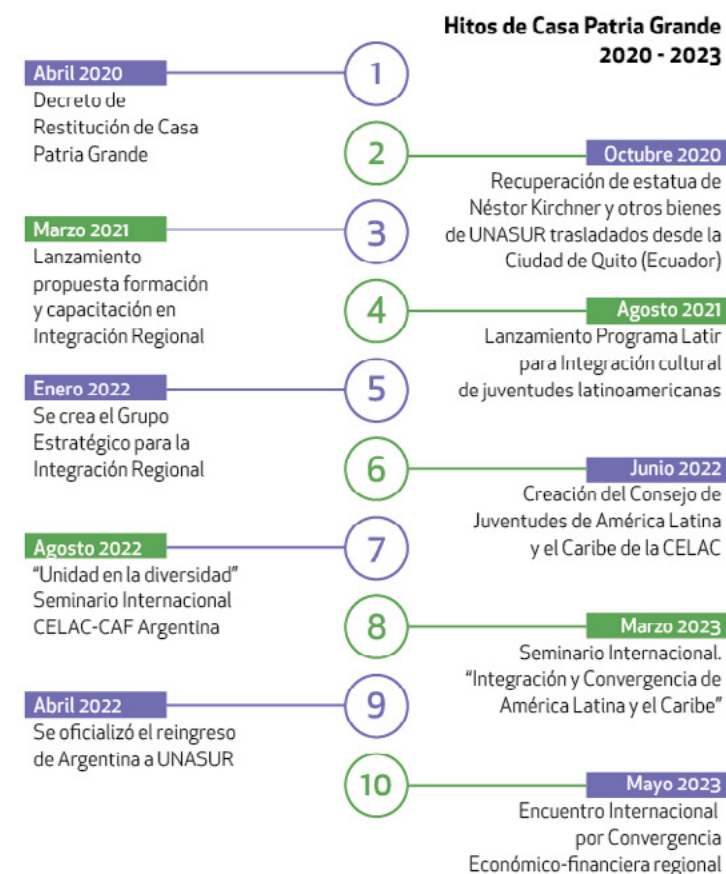 Hitos de Casa Patria Grande
2020 - 2023
1
Abril 2020
Decreto de
Restitución de Casa
Patria Grande
2
Octubre 2020
Recuperación de estatua de
Néstor Kirchner y otros bienes
de UNASUR trasladados desde la
Ciudad de Quito (Ecuador)
3
Marzo 2021
Lanzamiento
propuesta formación
y capacitación en
Integración Regional
4
Agosto 2021
Lanzamiento Programa Latir
para Integración cultural
de juventudes latinoamericanas
5
Enero 2022
Se crea el Grupo
Estratégico para la
Integración Regional
6
Junio 2022
Creación del Consejo de
Juventudes de América Latina
y el Caribe de la CELAC
7
Agosto 2022
“Unidad en la diversidad”
Seminario Internacional
CELAC-CAF Argentina
8
Marzo 2023
Seminario Internacional.
“Integración y Convergencia de
América Latina y el Caribe”
9
Abril 2022
Se oficializó el reingreso
de Argentina a UNASUR
10
Mayo 2023
Encuentro Internacional
por Convergencia
Económico-financiera regional